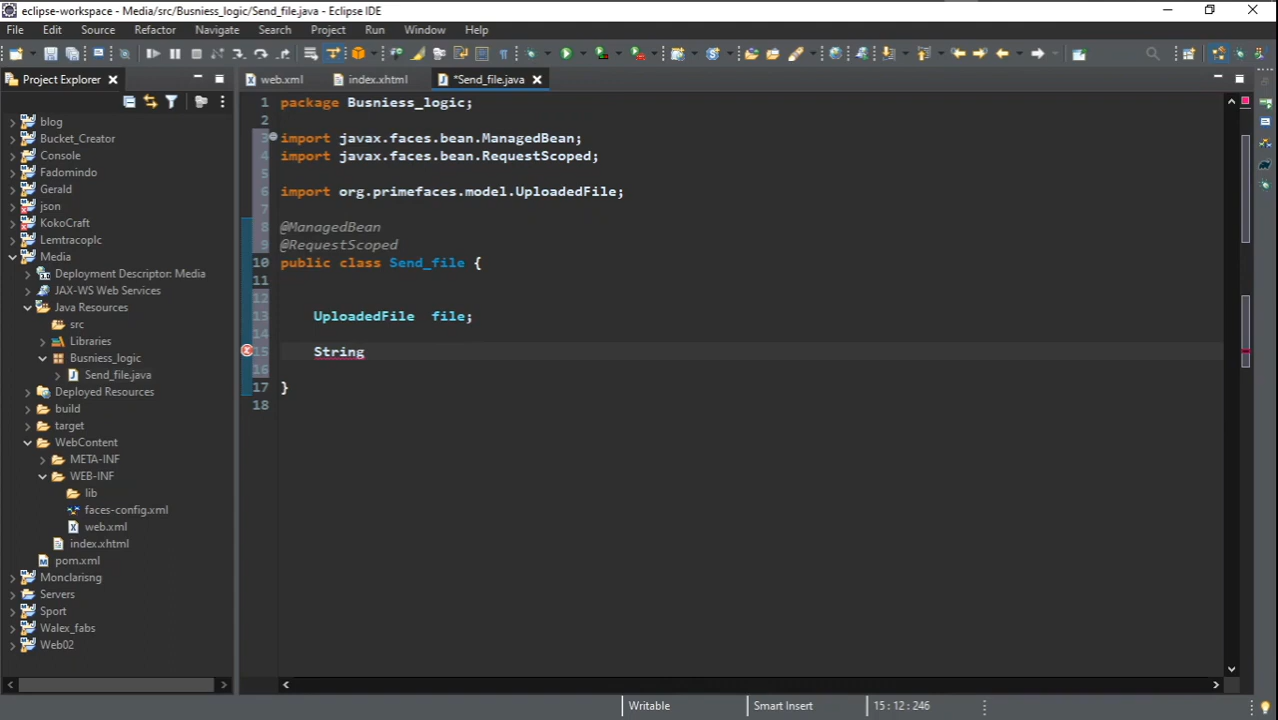 eclipse-workspace - Media/src/Busniess_logic/Send_file.java - Eclipse IDE
File Edit Source Refactor Navigate Search Project Run Window Help
Project Explorer
web.xml
index.xhtml
*Send_file.java
blog
Bucket_Creator
Console
Fadomindo
Gerald
json
KokoCraft
Lemtracoplc
Media
Deployment Descriptor: Media
JAX-WS Web Services
Java Resources
src
Libraries
Busniess_logic
Send_file.java
Deployed Resources
build
target
WebContent
META-INF
WEB-INF
lib
faces-config.xml
web.xml
index.xhtml
pom.xml
Monclarisng
Servers
Sport
Walex_fabs
Web02
1 package Busniess_logic;
2
3 import javax.faces.bean.ManagedBean;
4 import javax.faces.bean.RequestScoped;
5
6 import org.primefaces.model.UploadedFile;
7
8 @ManagedBean
9 @RequestScoped
10 public class Send_file {
11
12
13 UploadedFile file;
14
15 String
16
17 }
18
Writable
Smart Insert
15 : 12 : 246